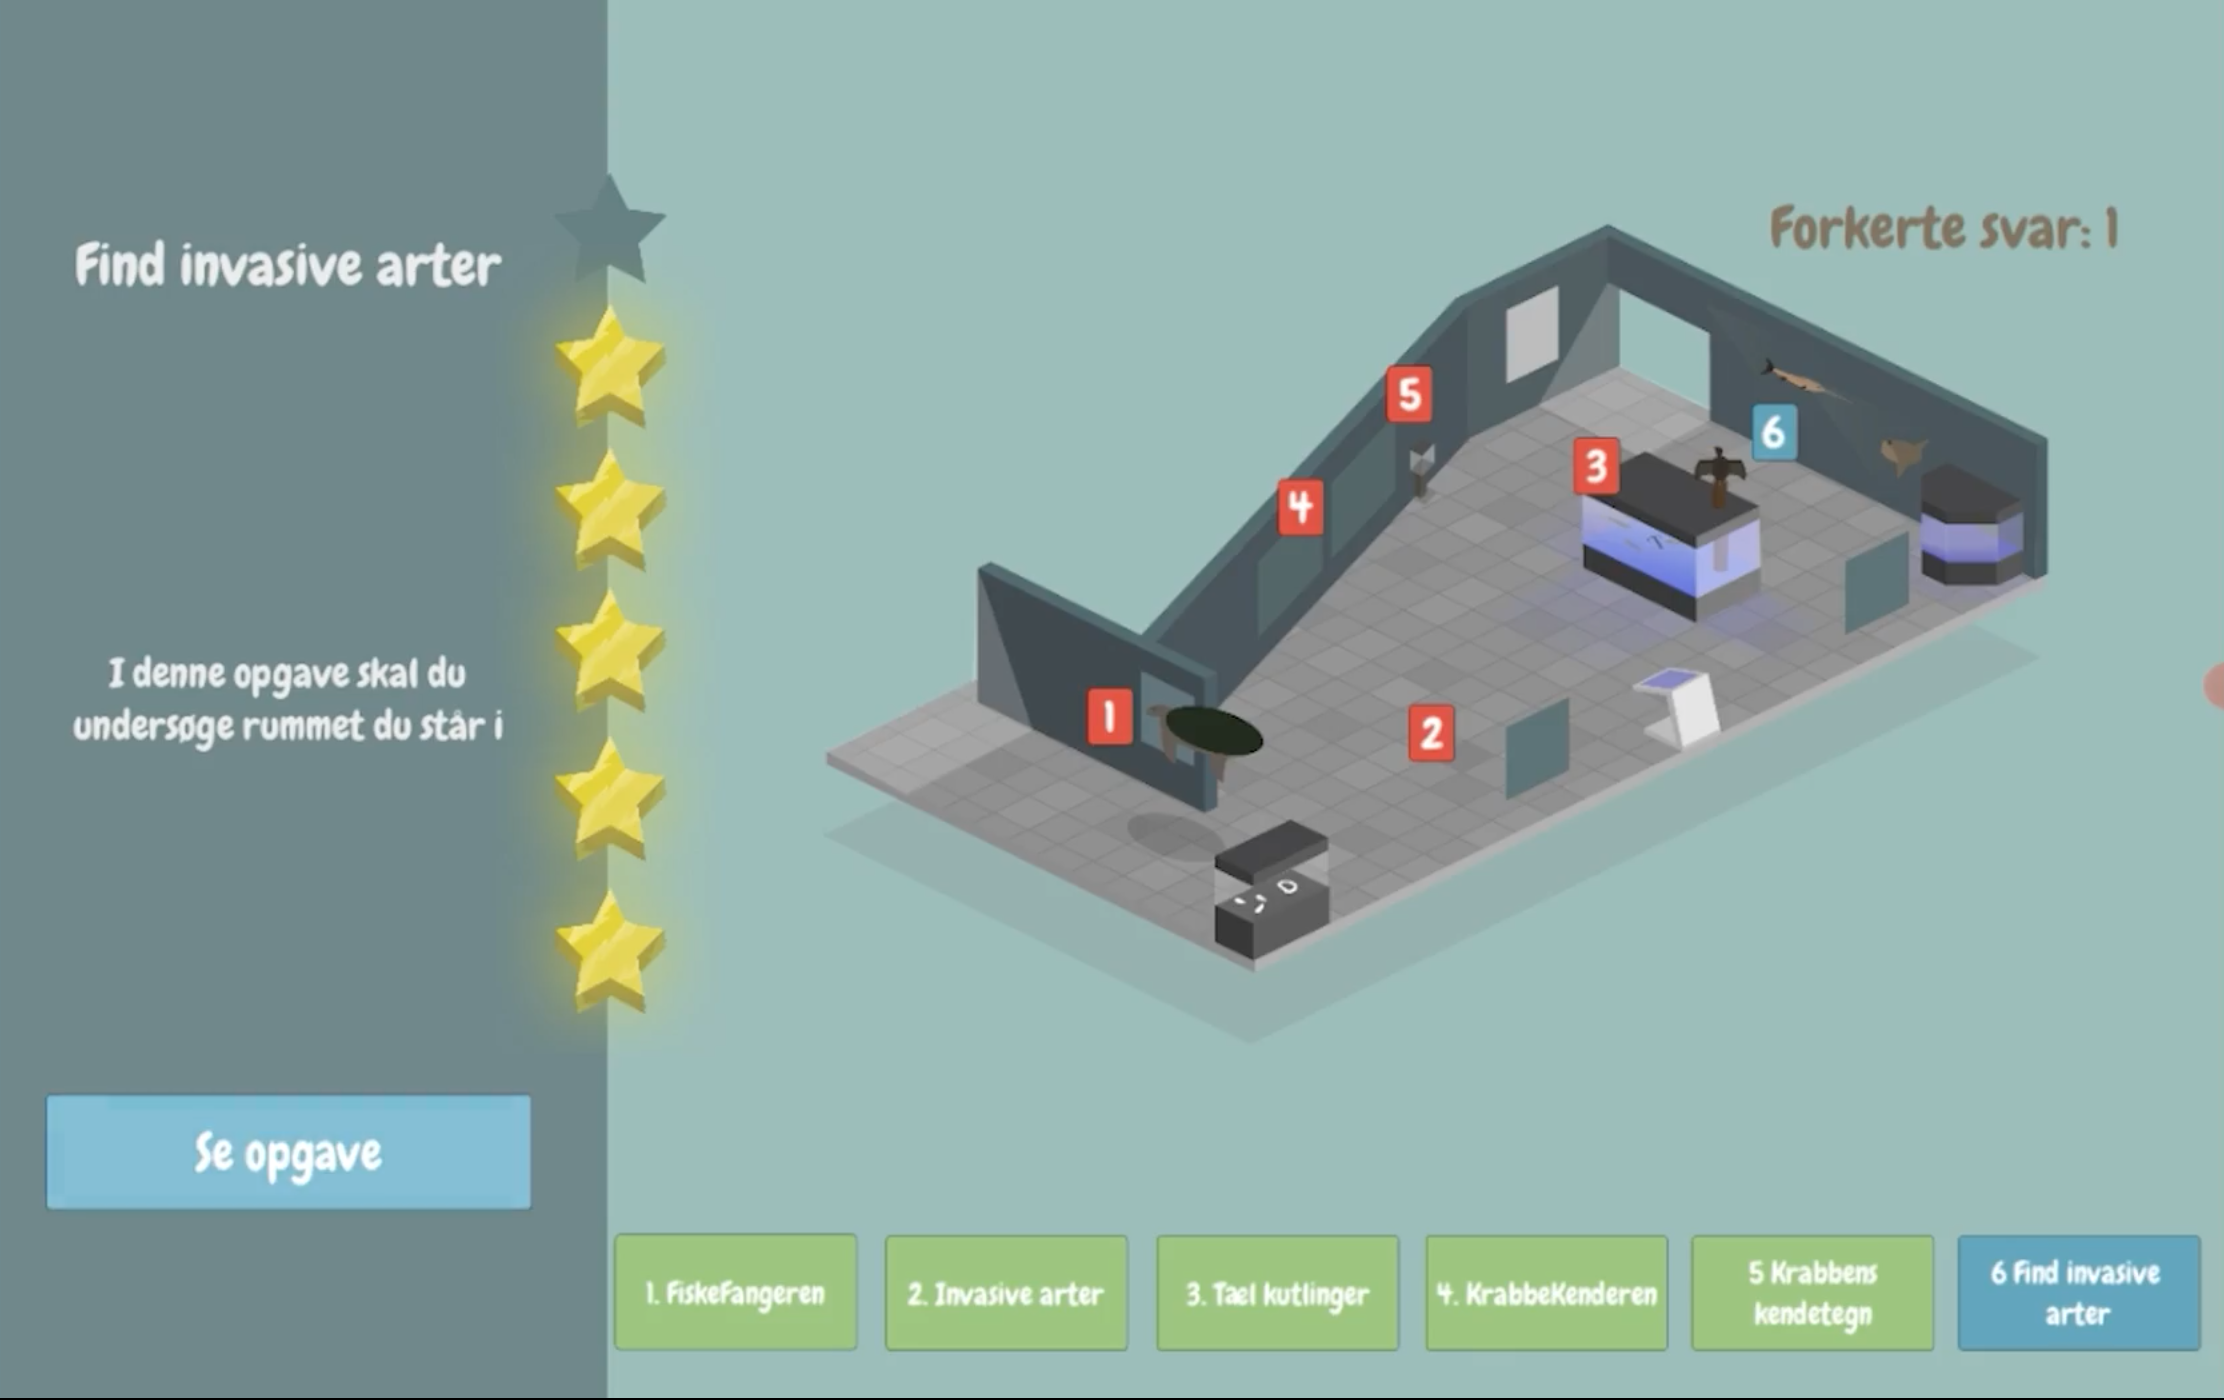 Find invasive arter
I denne opgave skal du
undersøge rummet du står i
Se opgave
Forkerte svar: 1
5
6
3
4
1
2
1. FiskeFangeren
2. Invasive arter
3. Tæl kutlinger
4. KrabbeKenderen
5 Krabbens
kendetegn
6 Find invasive
arter